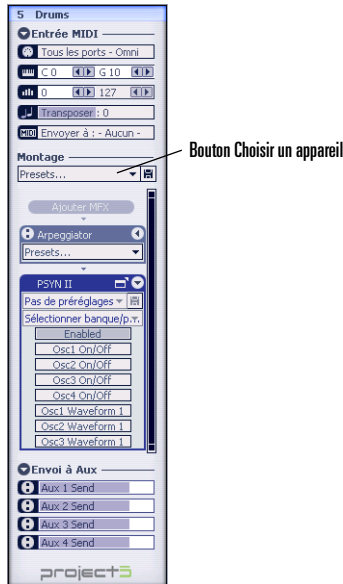 5 Drums
Entrée MIDI
Tous les ports - Omni
C 0 G 10
0 127
Transposer : 0
MIDI Envoyer à : - Aucun -
Montage
Presets...
Bouton Choisir un appareil
Ajouter MFX
Arpeggiator
Presets...
PSYN II
Pas de préréglages
Sélectionner banque/p...
Enabled
Osc1 On/Off
Osc2 On/Off
Osc3 On/Off
Osc4 On/Off
Osc1 Waveform 1
Osc2 Waveform 1
Osc3 Waveform 1
Envoi à Aux
Aux 1 Send
Aux 2 Send
Aux 3 Send
Aux 4 Send
project5